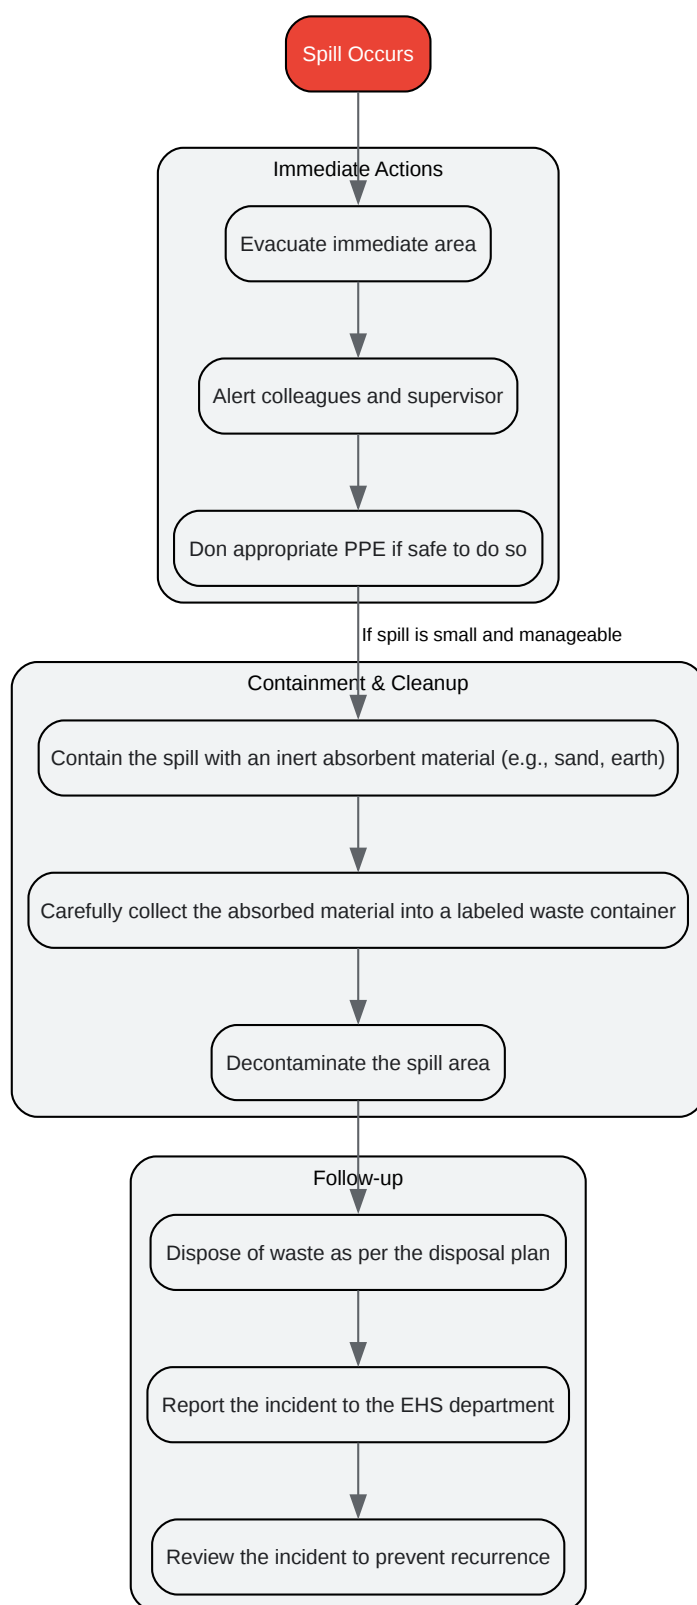 Spill Occurs
Immediate Actions
Evacuate immediate area
Alert colleagues and supervisor
Don appropriate PPE if safe to do so
If spill is small and manageable
Containment & Cleanup
Contain the spill with an inert absorbent material (e.g., sand, earth)
Carefully collect the absorbed material into a labeled waste container
Decontaminate the spill area
Follow-up
Dispose of waste as per the disposal plan
Report the incident to the EHS department
Review the incident to prevent recurrence